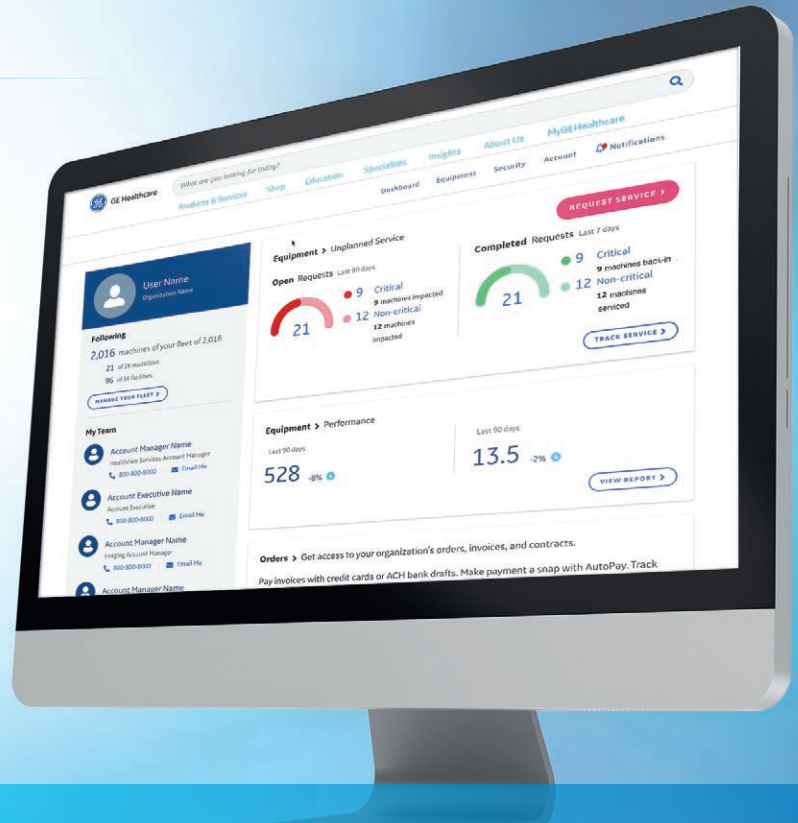 What are you looking for today?
GE Healthcare
Products & Services Shop Education Specialties Insights About Us MyGEHealthcare
Dashboard Equipment Security Account Notifications
REQUEST SERVICE >
User Name
Organization Name
Following
2,016 machines of your fleet of 2,016
21 of 28 modalities
96 of 96 facilities
MANAGE YOUR FLEET >
My Team
Account Manager Name
Healthcare Services Account Manager
800-800-8000 Email Me
Account Executive Name
Account Executive
800-800-8000 Email Me
Account Manager Name
Imaging Account Manager
800-800-8000 Email Me
Account Manager Name
Equipment > Unplanned Service
Open Requests Last 90 days
21
9 Critical
9 machines impacted
12 Non-critical
12 machines
impacted
Completed Requests Last 7 days
21
9 Critical
9 machines back-in
12 Non-critical
12 machines
serviced
TRACK SERVICE >
Equipment > Performance
Last 90 days
528 -8%
Last 90 days
13.5 -2%
VIEW REPORT >
Orders > Get access to your organization's orders, invoices, and contracts.
Pay invoices with credit cards or ACH bank drafts. Make payment a snap with AutoPay. Track